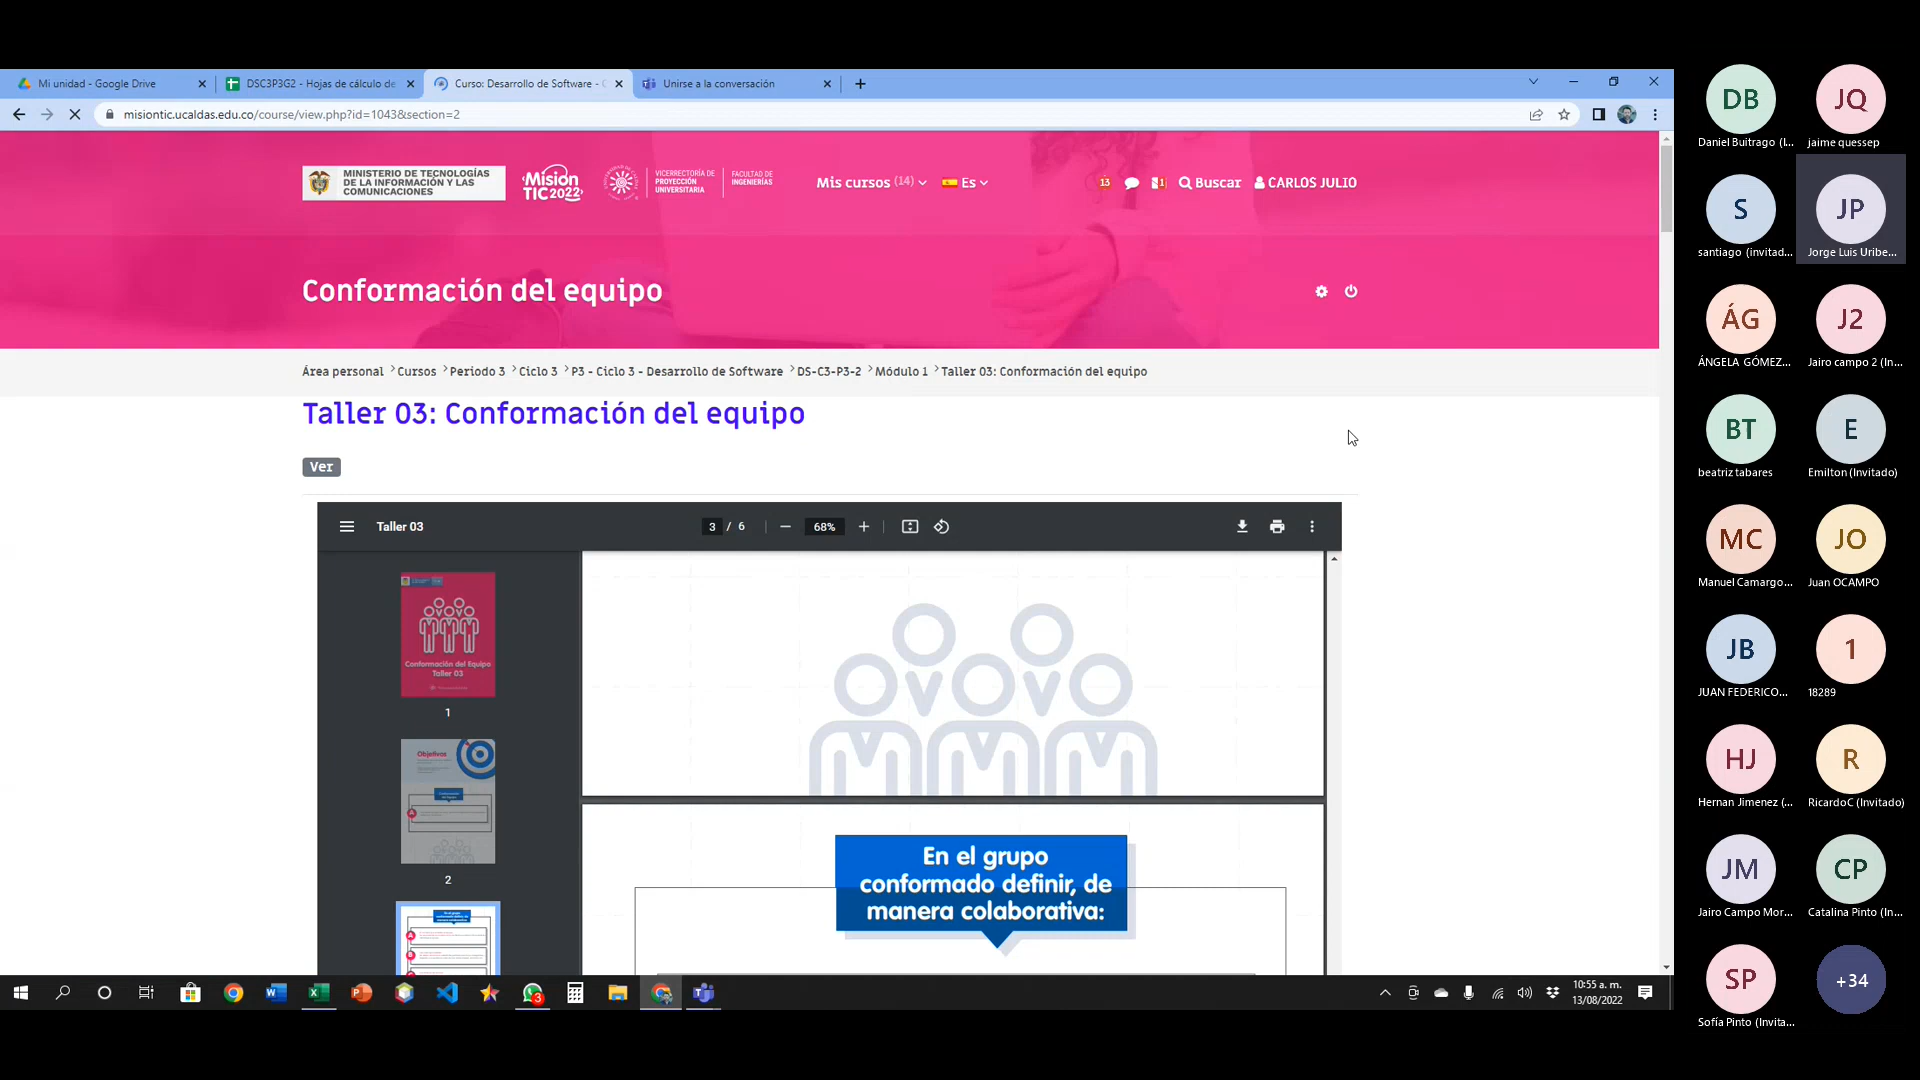 Mi unidad - Google Drive
DSC3P3G2 - Hojas de cálculo de
Curso: Desarrollo de Software - C
Unirse a la conversación
misiontic.ucaldas.edu.co/course/view.php?id=1043&section=2
MINISTERIO DE TECNOLOGÍAS
DE LA INFORMACIÓN Y LAS
COMUNICACIONES
Misión
TIC2022
VICERRECTORÍA DE
PROYECCIÓN
UNIVERSITARIA
FACULTAD DE
INGENIERÍAS
Mis cursos (14)
Es
13
1
Buscar
CARLOS JULIO
Conformación del equipo
Área personal > Cursos > Periodo 3 > Ciclo 3 > P3 - Ciclo 3 - Desarrollo de Software > DS-C3-P3-2 > Módulo 1 > Taller 03: Conformación del equipo
Taller 03: Conformación del equipo
Ver
Taller 03
3 / 6
68%
Conformación del Equipo
Taller 03
1
Objetivos
A
2
A
B
En el grupo
conformado definir, de
manera colaborativa:
3
10:55 a. m.
13/08/2022
DB
Daniel Buitrago (I...
JQ
jaime quessep
S
santiago (invitad...
JP
Jorge Luis Uribe...
ÁG
ÁNGELA GÓMEZ...
J2
Jairo campo 2 (In...
BT
beatriz tabares
E
Emilton (Invitado)
MC
Manuel Camargo...
JO
Juan OCAMPO
JB
JUAN FEDERICO...
1
18289
HJ
Hernan Jimenez (...
R
RicardoC (Invitado)
JM
Jairo Campo Mor...
CP
Catalina Pinto (In...
SP
Sofía Pinto (Invita...
+34